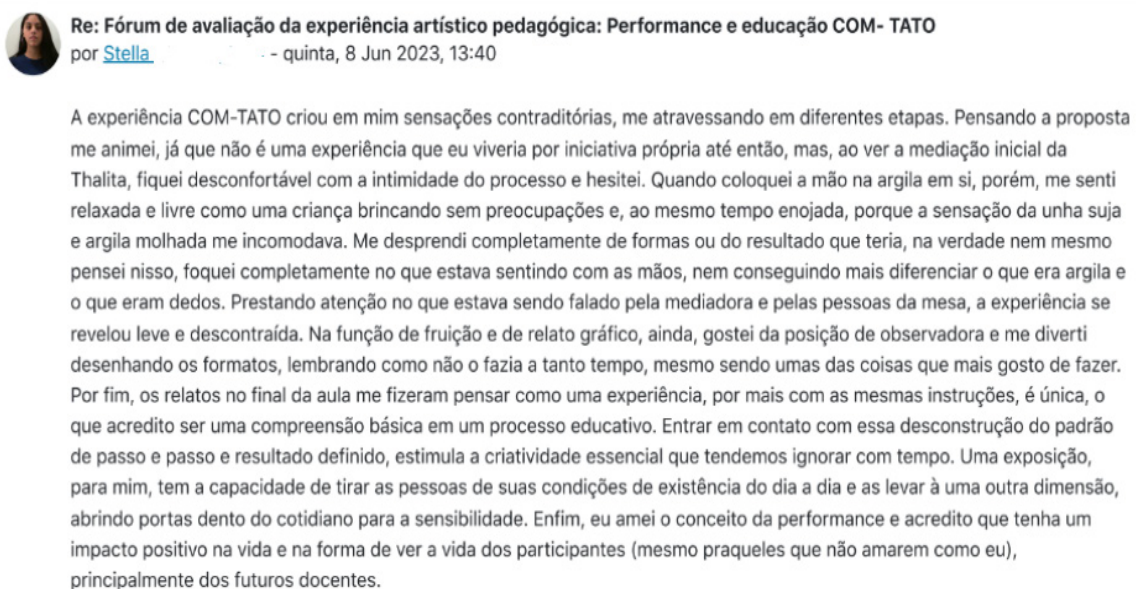 Re: Fórum de avaliação da experiência artístico pedagógica: Performance e educação COM- TATO
por Stella - quinta, 8 Jun 2023, 13:40
A experiência COM-TATO criou em mim sensações contraditórias, me atravessando em diferentes etapas. Pensando a proposta
me animei, já que não é uma experiência que eu viveria por iniciativa própria até então, mas, ao ver a mediação inicial da
Thalita, fiquei desconfortável com a intimidade do processo e hesitei. Quando coloquei a mão na argila em si, porém, me senti
relaxada e livre como uma criança brincando sem preocupações e, ao mesmo tempo enojada, porque a sensação da unha suja
e argila molhada me incomodava. Me desprendi completamente de formas ou do resultado que teria, na verdade nem mesmo
pensei nisso, foquei completamente no que estava sentindo com as mãos, nem conseguindo mais diferenciar o que era argila e
o que eram dedos. Prestando atenção no que estava sendo falado pela mediadora e pelas pessoas da mesa, a experiência se
revelou leve e descontraída. Na função de fruição e de relato gráfico, ainda, gostei da posição de observadora e me diverti
desenhando os formatos, lembrando como não o fazia a tanto tempo, mesmo sendo umas das coisas que mais gosto de fazer.
Por fim, os relatos no final da aula me fizeram pensar como uma experiência, por mais com as mesmas instruções, é única, o
que acredito ser uma compreensão básica em um processo educativo. Entrar em contato com essa desconstrução do padrão
de passo e passo e resultado definido, estimula a criatividade essencial que tendemos ignorar com tempo. Uma exposição,
para mim, tem a capacidade de tirar as pessoas de suas condições de existência do dia a dia e as levar à uma outra dimensão,
abrindo portas dento do cotidiano para a sensibilidade. Enfim, eu amei o conceito da performance e acredito que tenha um
impacto positivo na vida e na forma de ver a vida dos participantes (mesmo praqueles que não amarem como eu),
principalmente dos futuros docentes.